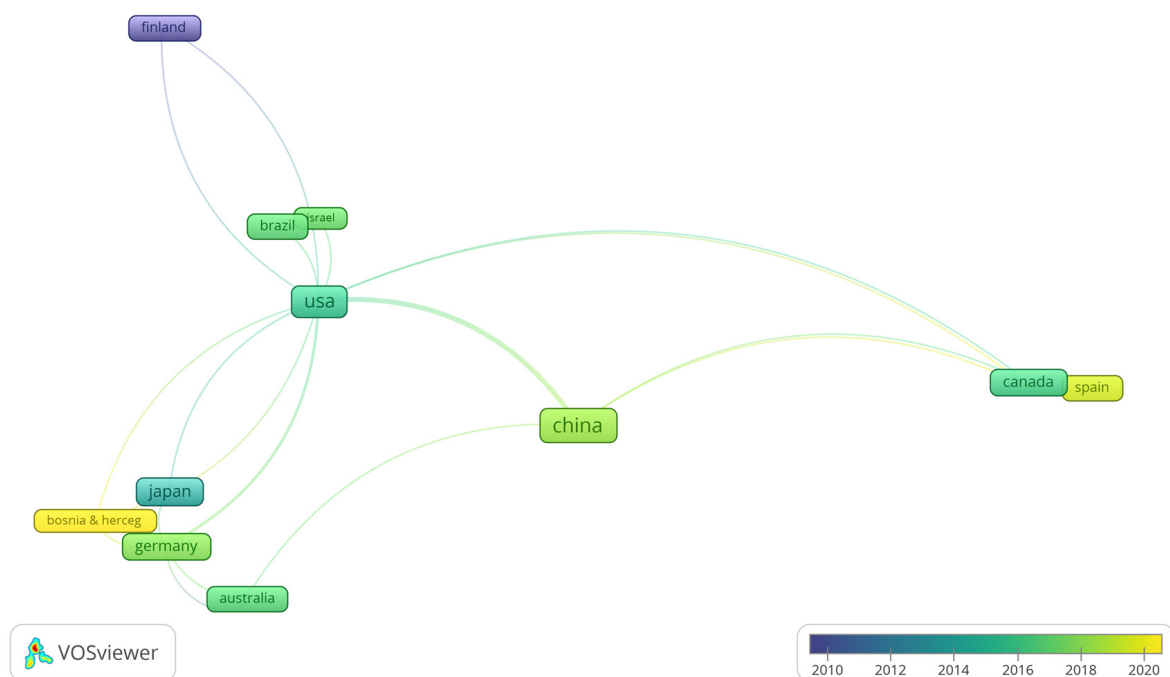 finland
brazil
israel
usa
canada
spain
china
japan
bosnia & herceg
germany
australia
VOSviewer
2010 2012 2014 2016 2018 2020